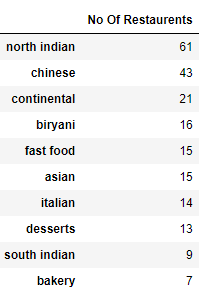 No Of Restaurents
north indian 61
chinese 43
continental 21
biryani 16
fast food 15
asian 15
italian 14
desserts 13
south indian 9
bakery 7